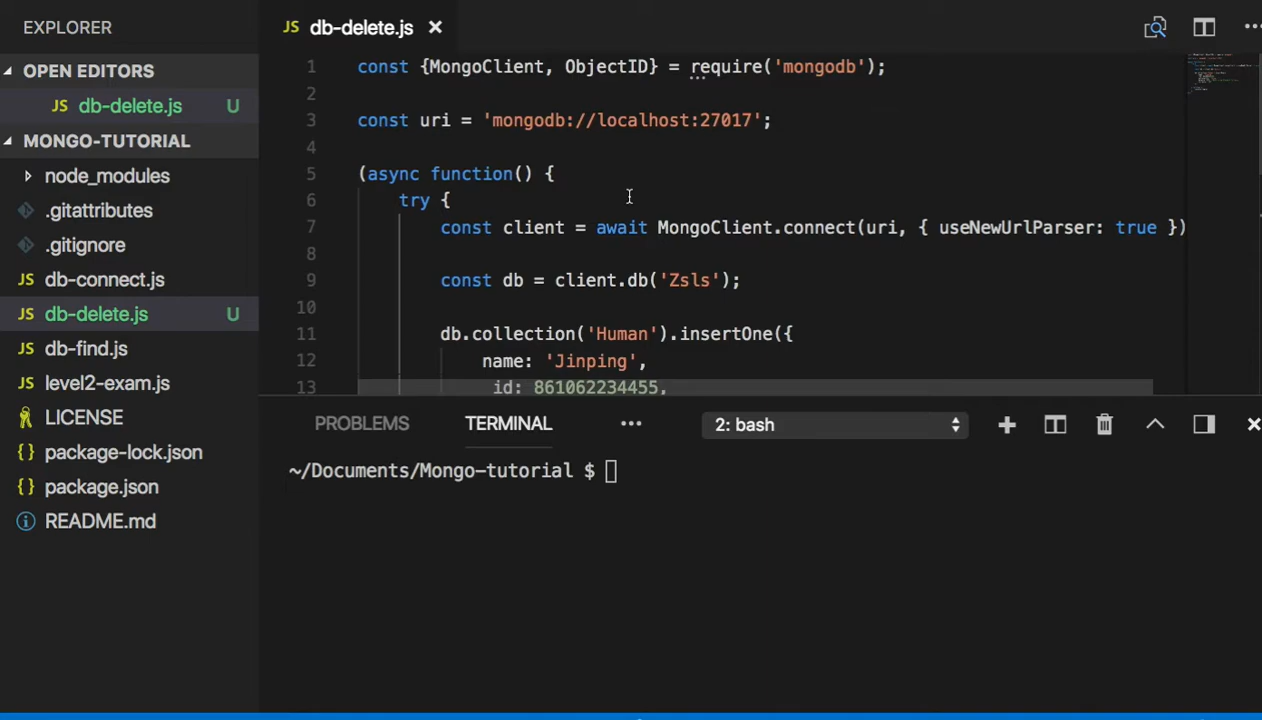 EXPLORER
OPEN EDITORS
JS db-delete.js U
MONGO-TUTORIAL
node_modules
.gitattributes
.gitignore
JS db-connect.js
JS db-delete.js U
JS db-find.js
JS level2-exam.js
LICENSE
{} package-lock.json
{} package.json
README.md
JS db-delete.js
1 const {MongoClient, ObjectID} = require('mongodb');
2
3 const uri = 'mongodb://localhost:27017';
4
5 (async function() {
6 try {
7 const client = await MongoClient.connect(uri, { useNewUrlParser: true })
8
9 const db = client.db('Zsls');
10
11 db.collection('Human').insertOne({
12 name: 'Jinping',
13 id: 861062234455,
PROBLEMS TERMINAL ••• 2: bash
~/Documents/Mongo-tutorial $